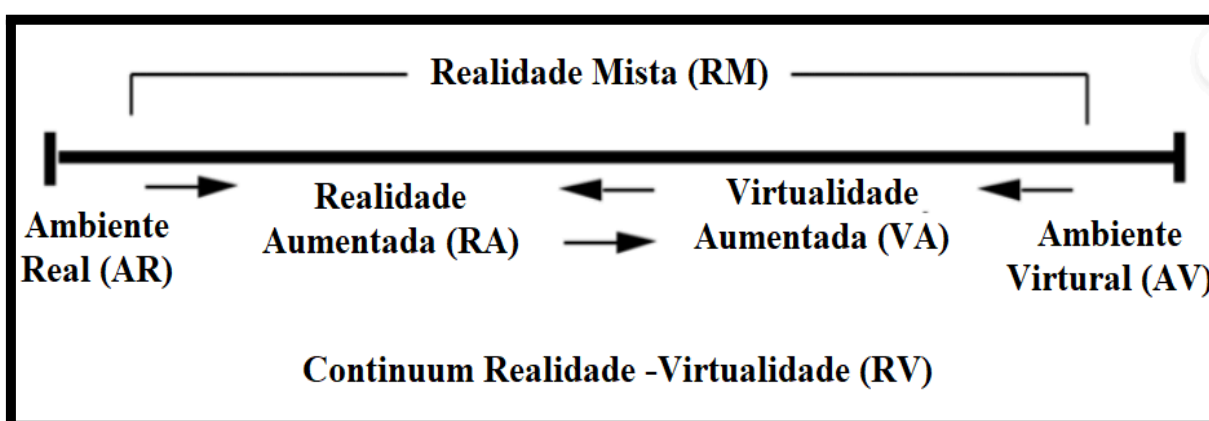 Realidade Mista (RM)
Ambiente
Real (AR)
Realidade
Aumentada (RA)
Virtualidade
Aumentada (VA)
Ambiente
Virtural (AV)
Continuum Realidade -Virtualidade (RV)